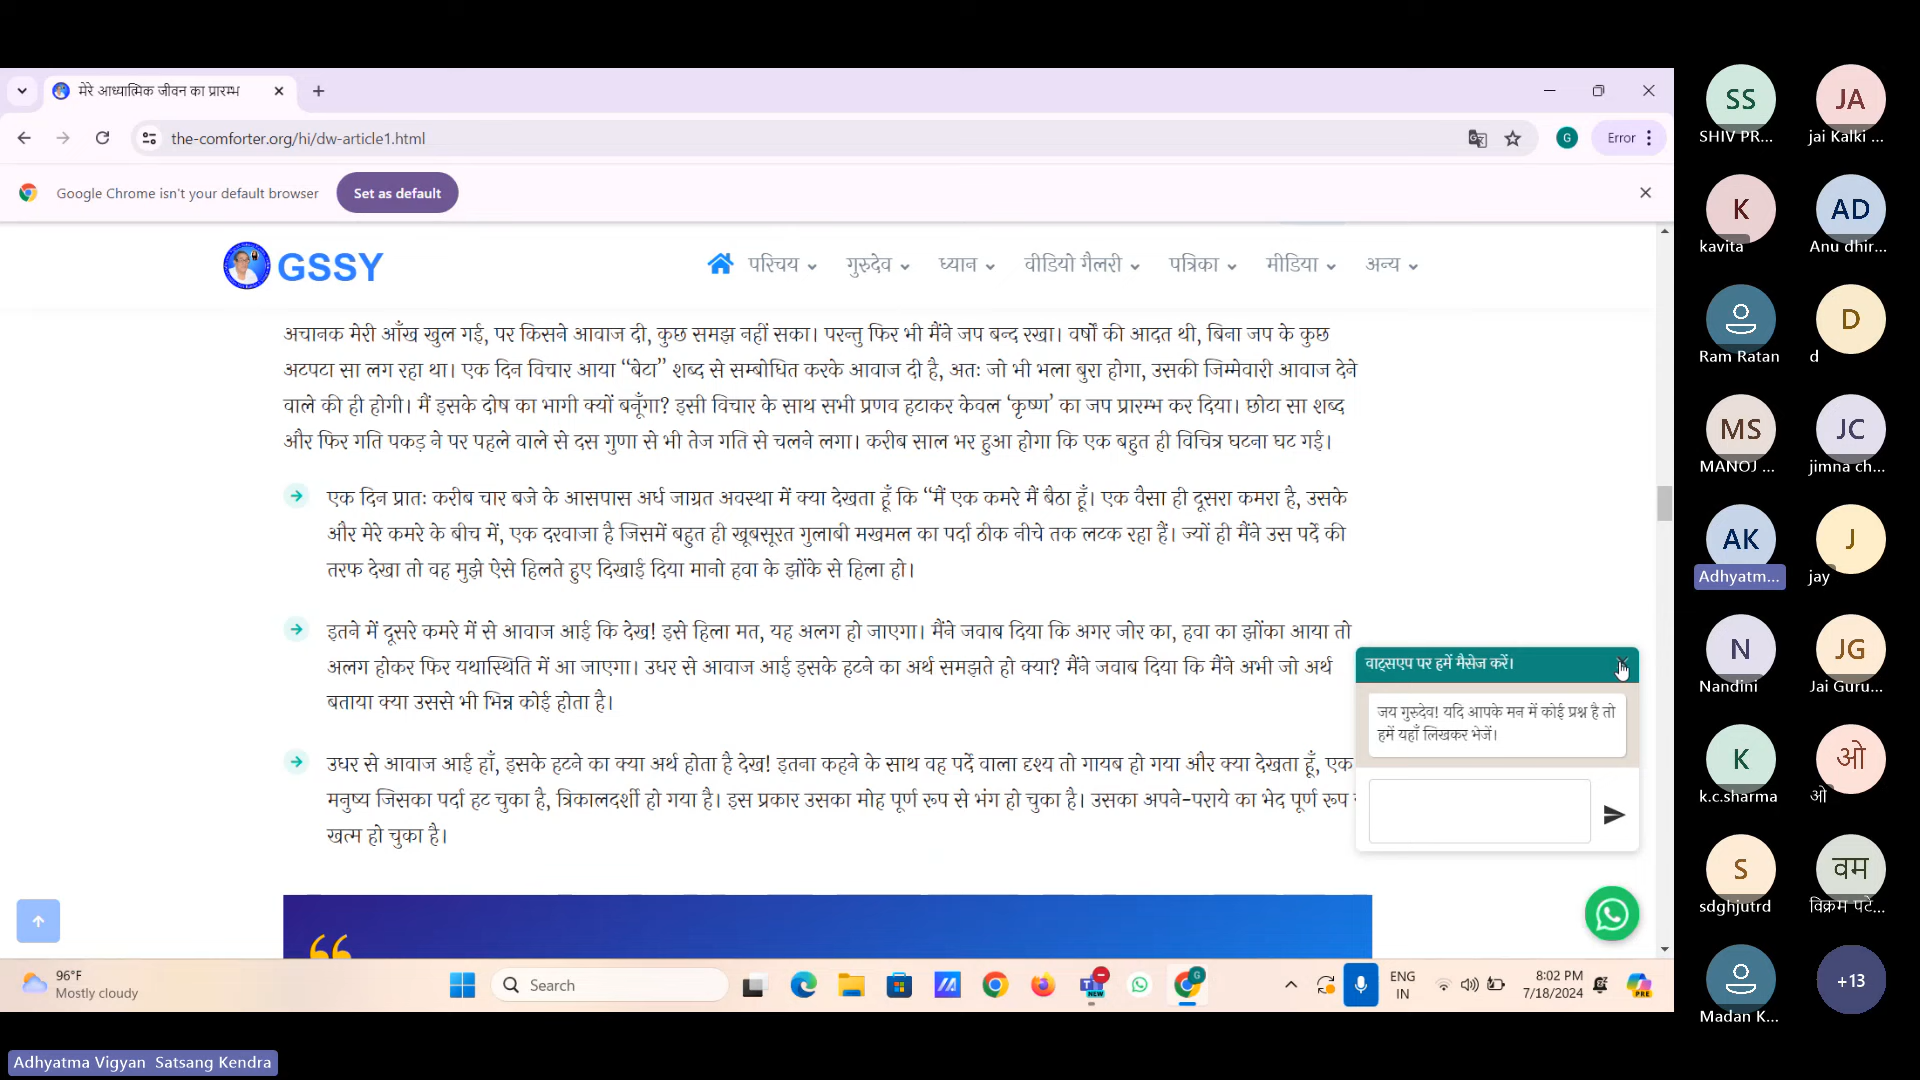 मेरे आध्यात्मिक जीवन का प्रारम्भ
the-comforter.org/hi/dw-article1.html
G
Error
Google Chrome isn't your default browser
Set as default
GSSY
परिचय
गुरुदेव
ध्यान
वीडियो गैलरी
पत्रिका
मीडिया
अन्य
अचानक मेरी आँख खुल गई, पर किसने आवाज दी, कुछ समझ नहीं सका। परन्तु फिर भी मैंने जप बन्द रखा। वर्षों की आदत थी, बिना जप के कुछ
अटपटा सा लग रहा था। एक दिन विचार आया “बेटा” शब्द से सम्बोधित करके आवाज दी है, अतः जो भी भला बुरा होगा, उसकी जिम्मेवारी आवाज देने
वाले की ही होगी। मैं इसके दोष का भागी क्यों बनूँगा? इसी विचार के साथ सभी प्रणव हटाकर केवल ‘कृष्ण’ का जप प्रारम्भ कर दिया। छोटा सा शब्द
और फिर गति पकड़ ने पर पहले वाले से दस गुणा से भी तेज गति से चलने लगा। करीब साल भर हुआ होगा कि एक बहुत ही विचित्र घटना घट गई।
एक दिन प्रातः करीब चार बजे के आसपास अर्ध जाग्रत अवस्था में क्या देखता हूँ कि “मैं एक कमरे मैं बैठा हूँ। एक वैसा ही दूसरा कमरा है, उसके
और मेरे कमरे के बीच में, एक दरवाजा है जिसमें बहुत ही खूबसूरत गुलाबी मखमल का पर्दा ठीक नीचे तक लटक रहा हैं। ज्यों ही मैंने उस पर्दे की
तरफ देखा तो वह मुझे ऐसे हिलते हुए दिखाई दिया मानो हवा के झोंके से हिला हो।
इतने में दूसरे कमरे में से आवाज आई कि देख! इसे हिला मत, यह अलग हो जाएगा। मैंने जवाब दिया कि अगर जोर का, हवा का झोंका आया तो
अलग होकर फिर यथास्थिति में आ जाएगा। उधर से आवाज आई इसके हटने का अर्थ समझते हो क्या? मैंने जवाब दिया कि मैंने अभी जो अर्थ
बताया क्या उससे भी भिन्न कोई होता है।
उधर से आवाज आई हाँ, इसके हटने का क्या अर्थ होता है देख! इतना कहने के साथ वह पर्दे वाला दृश्य तो गायब हो गया और क्या देखता हूँ, एक
मनुष्य जिसका पर्दा हट चुका है, त्रिकालदर्शी हो गया है। इस प्रकार उसका मोह पूर्ण रूप से भंग हो चुका है। उसका अपने-पराये का भेद पूर्ण रूप
खत्म हो चुका है।
वाट्सएप पर हमें मैसेज करें।
जय गुरुदेव! यदि आपके मन में कोई प्रश्न है तो
हमें यहाँ लिखकर भेजें।
96°F
Mostly cloudy
Search
NEW
G
ENG
IN
8:02 PM
7/18/2024
PRE
Adhyatma Vigyan Satsang Kendra
SS
SHIV PR...
JA
jai Kalki ...
K
kavita
AD
Anu dhir...
Ram Ratan
D
d
MS
MANOJ ...
JC
jimna ch...
AK
Adhyatm...
J
jay
N
Nandini
JG
Jai Guru...
K
k.c.sharma
ओ
ओ
S
sdghjutrd
वम
विक्रम पटे...
Madan K...
+13